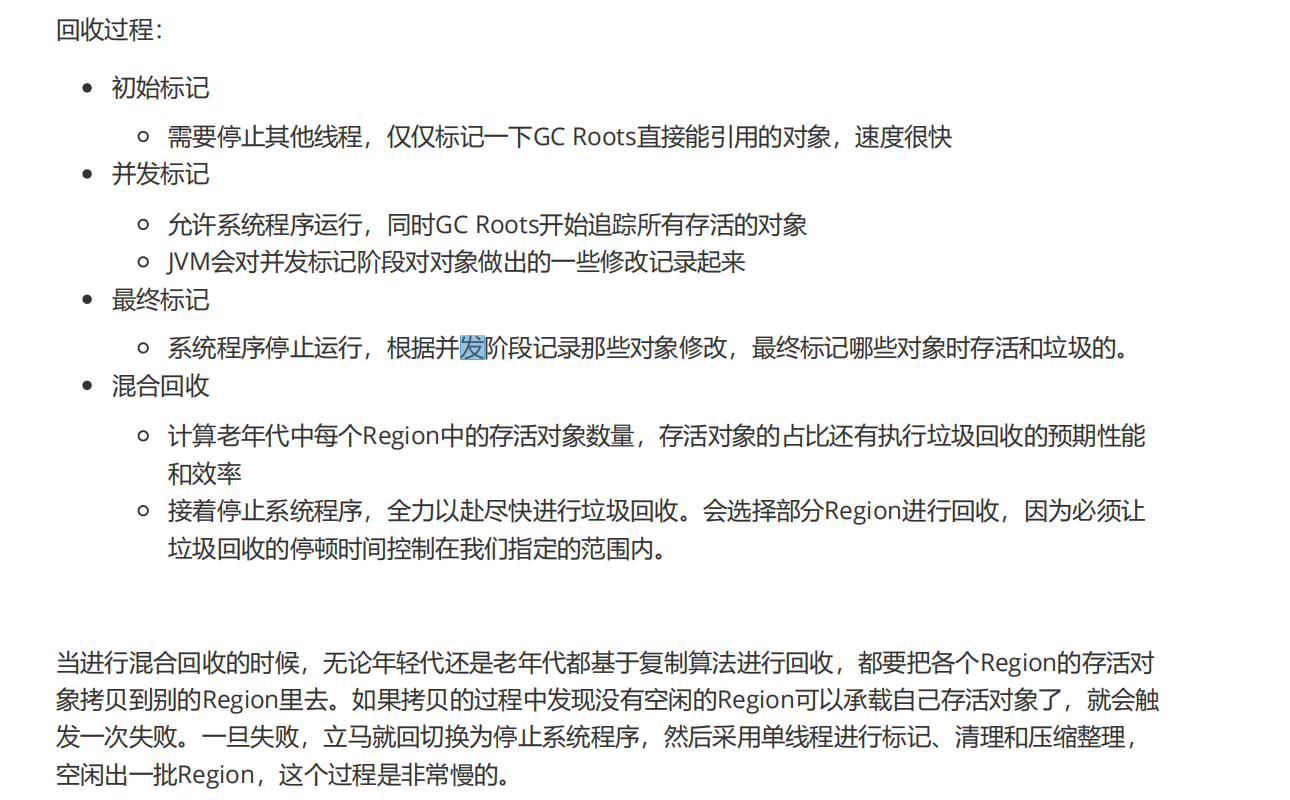 回收过程：
初始标记
需要停止其他线程，仅仅标记一下GC Roots直接能引用的对象，速度很快
并发标记
允许系统程序运行，同时GC Roots开始追踪所有存活的对象
JVM会对并发标记阶段对对象做出的一些修改记录起来
最终标记
系统程序停止运行，根据并发阶段记录那些对象修改，最终标记哪些对象时存活和垃圾的。
混合回收
计算老年代中每个Region中的存活对象数量，存活对象的占比还有执行垃圾回收的预期性能
和效率
接着停止系统程序，全力以赴尽快进行垃圾回收。会选择部分Region进行回收，因为必须让
垃圾回收的停顿时间控制在我们指定的范围内。
当进行混合回收的时候，无论年轻代还是老年代都基于复制算法进行回收，都要把各个Region的存活对
象拷贝到别的Region里去。如果拷贝的过程中发现没有空闲的Region可以承载自己存活对象了，就会触
发一次失败。一旦失败，立马就回切换为停止系统程序，然后采用单线程进行标记、清理和压缩整理，
空闲出一批Region，这个过程是非常慢的。